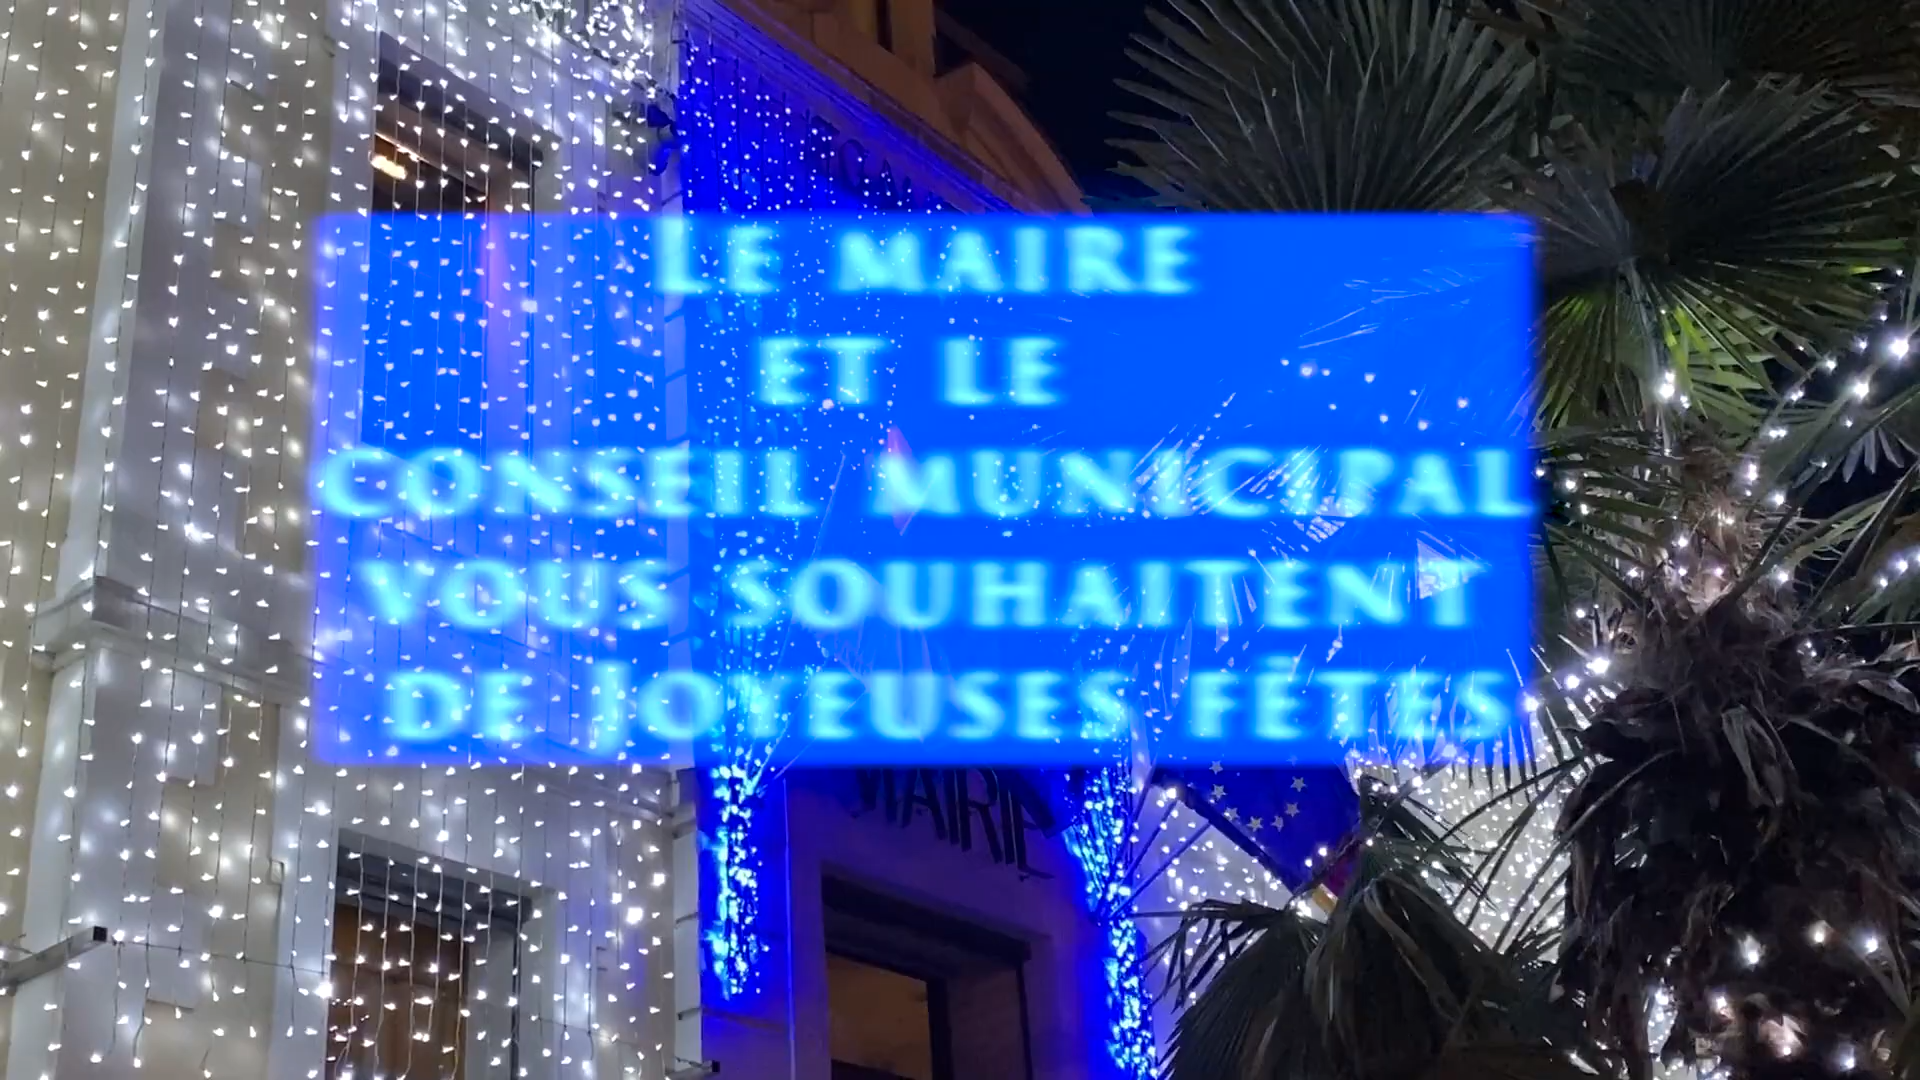 LE MAIRE
ET LE
CONSEIL MUNICIPAL
VOUS SOUHAITENT
DE JOYEUSES FÊTES
MAIRIE